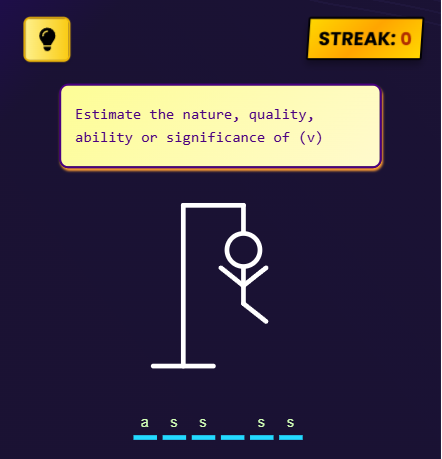 STREAK: 0
Estimate the nature, quality,
ability or significance of (v)
a s s _ s s